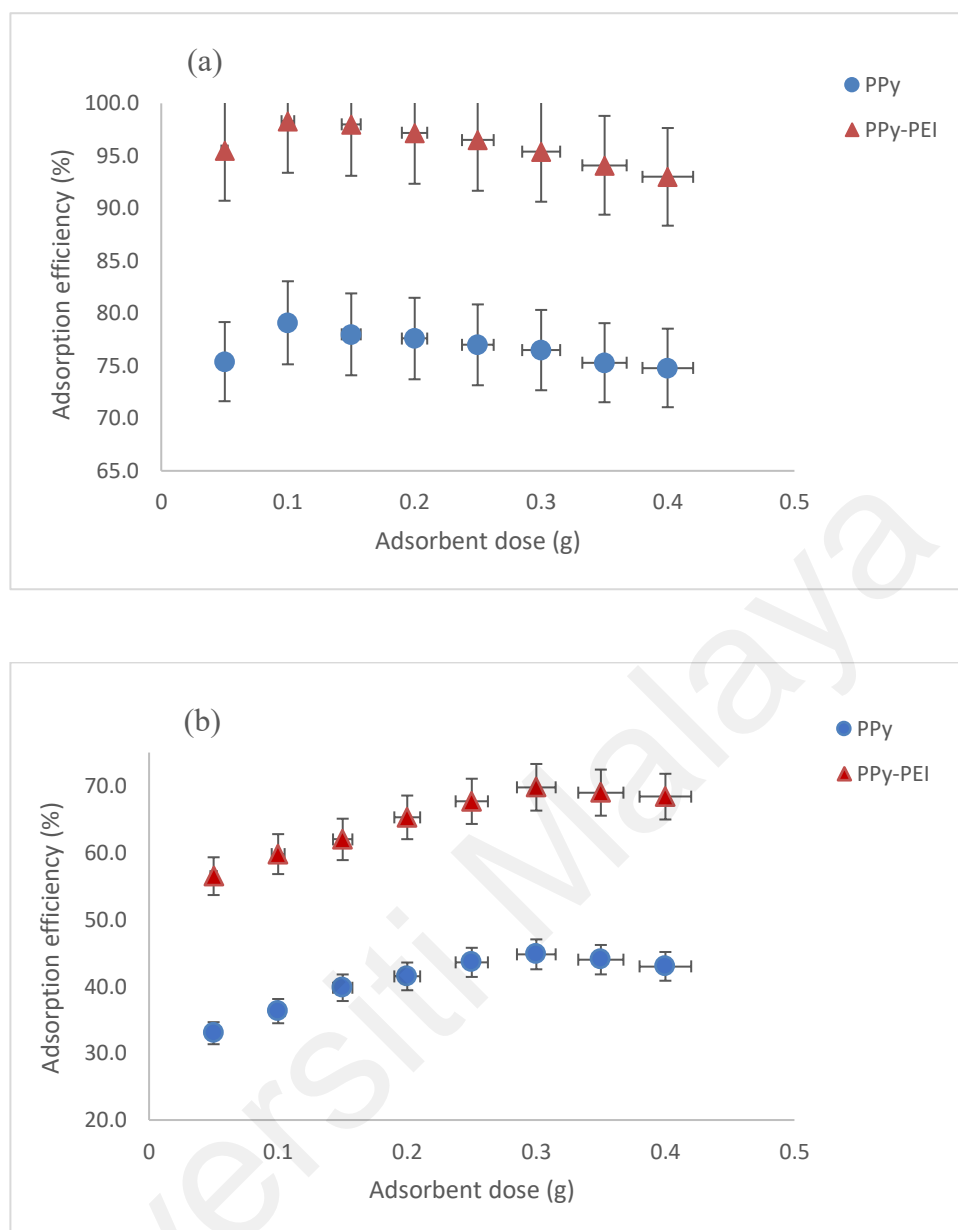 (a)
PPy
PPy-PEI
100.0
95.0
90.0
85.0
80.0
75.0
70.0
65.0
Adsorption efficiency (%)
0 0.1 0.2 0.3 0.4 0.5
Adsorbent dose (g)
(b)
PPy
PPy-PEI
70.0
60.0
50.0
40.0
30.0
20.0
Adsorption efficiency (%)
0 0.1 0.2 0.3 0.4 0.5
Adsorbent dose (g)
versiti Malaya